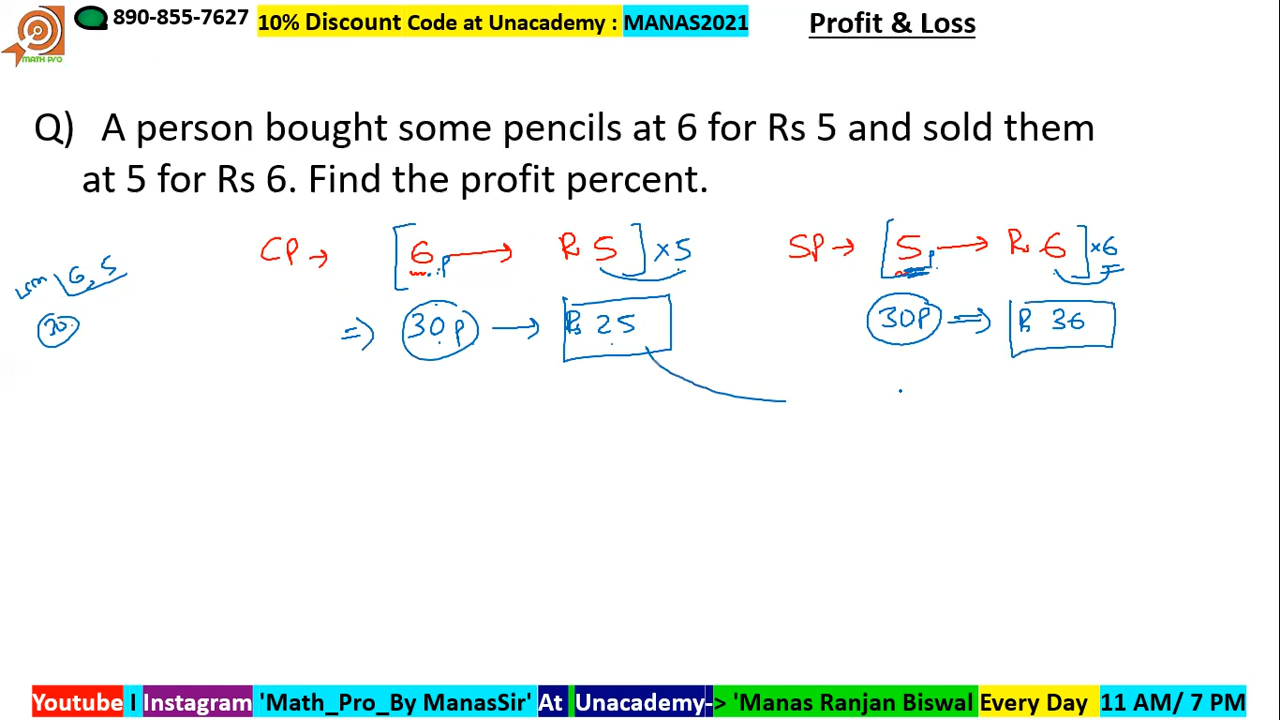 890-855-7627 10% Discount Code at Unacademy : MANAS2021 Profit & Loss
MATH PRO
Q) A person bought some pencils at 6 for Rs 5 and sold them
at 5 for Rs 6. Find the profit percent.
CP → [6p → Rs 5] ×5 SP → [5p → Rs 6] ×6
Lcm 6, 5
30 ⇒ 30p → Rs 25 30P ⇒ Rs 36
Youtube I Instagram 'Math_Pro_By ManasSir' At Unacademy-> 'Manas Ranjan Biswal Every Day 11 AM/ 7 PM